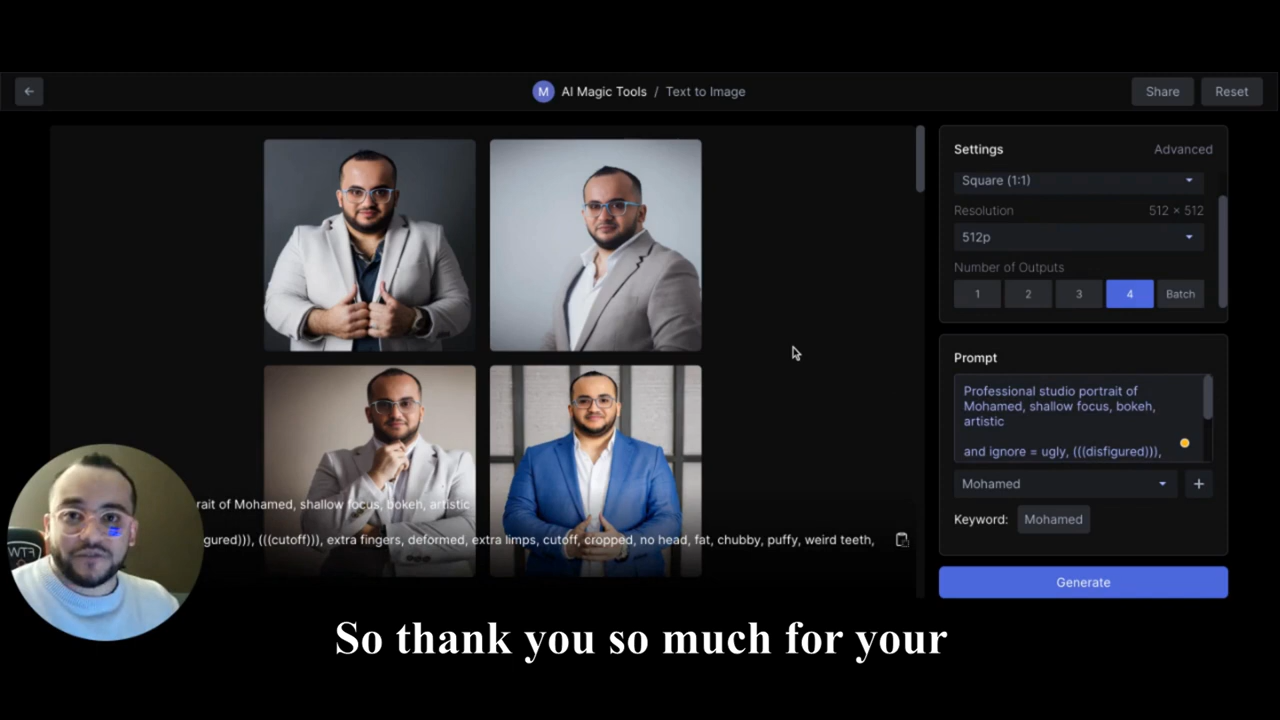 M AI Magic Tools / Text to Image
Share
Reset
Settings
Advanced
Square (1:1)
Resolution
512 × 512
512p
Number of Outputs
1
2
3
4
Batch
Prompt
Professional studio portrait of
Mohamed, shallow focus, bokeh,
artistic
and ignore = ugly, (((disfigured))),
Mohamed
+
Keyword: Mohamed
Generate
rait of Mohamed, shallow focus, bokeh, artistic
gured))), (((cutoff))), extra fingers, deformed, extra limps, cutoff, cropped, no head, fat, chubby, puffy, weird teeth,
FTW
So thank you so much for your